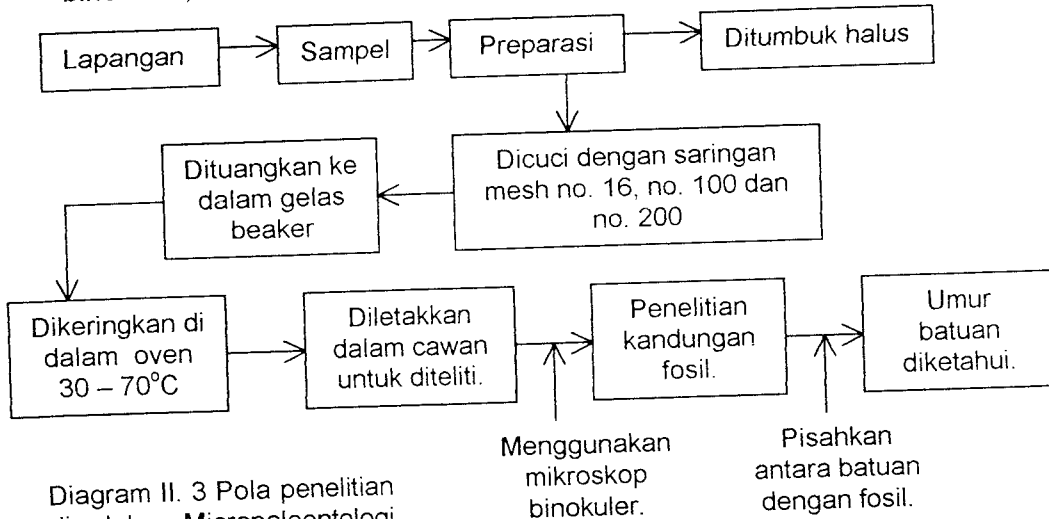 Lapangan
Sampel
Preparasi
Ditumbuk halus
Dituangkan ke
dalam gelas
beaker
Dicuci dengan saringan
mesh no. 16, no. 100 dan
no. 200
Dikeringkan di
dalam oven
30 – 70°C
Diletakkan
dalam cawan
untuk diteliti.
Penelitian
kandungan
fosil.
Umur
batuan
diketahui.
Menggunakan
mikroskop
binokuler.
Pisahkan
antara batuan
dengan fosil.
Diagram II. 3 Pola penelitian
Micropaleontologi